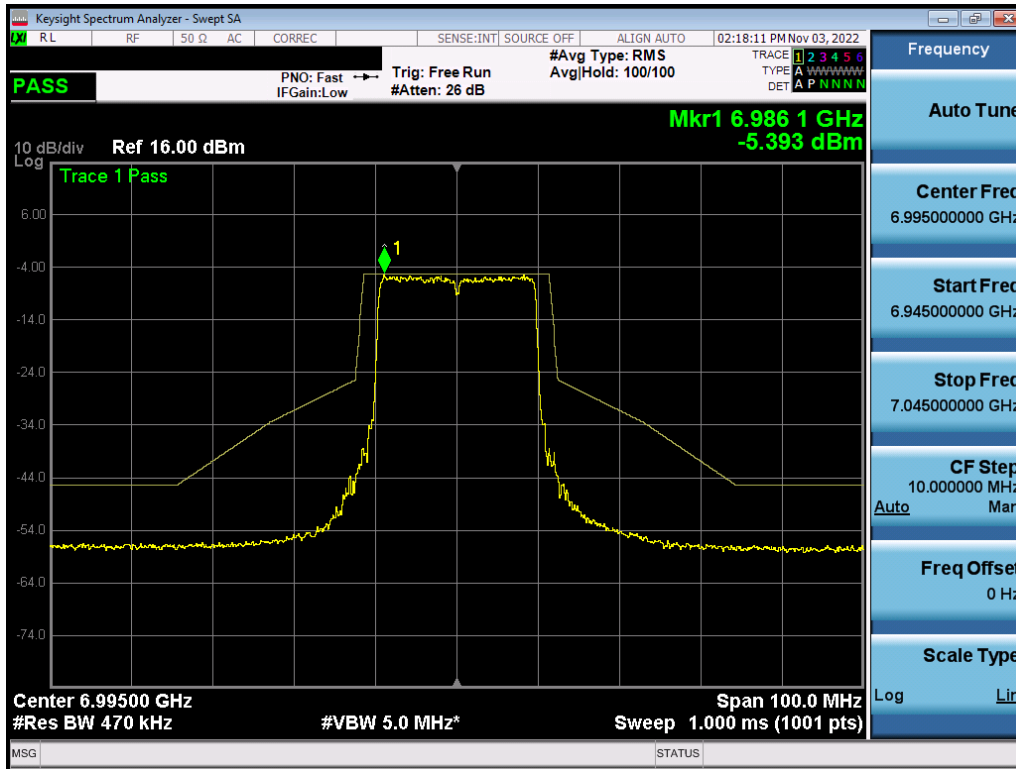 Keysight Spectrum Analyzer - Swept SA
LXI RL RF 50 Ω AC CORREC SENSE:INT SOURCE OFF ALIGN AUTO 02:18:11 PM Nov 03, 2022
PASS
PNO: Fast
IFGain:Low
Trig: Free Run
#Atten: 26 dB
#Avg Type: RMS
Avg|Hold: 100/100
TRACE 1 2 3 4 5 6
TYPE A WWWWW
DET A P N N N N
Mkr1 6.986 1 GHz
-5.393 dBm
10 dB/div Ref 16.00 dBm
Log
Trace 1 Pass
1
6.00
-4.00
-14.0
-24.0
-34.0
-44.0
-54.0
-64.0
-74.0
Center 6.99500 GHz Span 100.0 MHz
#Res BW 470 kHz #VBW 5.0 MHz* Sweep 1.000 ms (1001 pts)
MSG STATUS
Frequency
Auto Tune
Center Freq
6.995000000 GHz
Start Freq
6.945000000 GHz
Stop Freq
7.045000000 GHz
CF Step
10.000000 MHz
Auto Man
Freq Offset
0 Hz
Scale Type
Log Lin